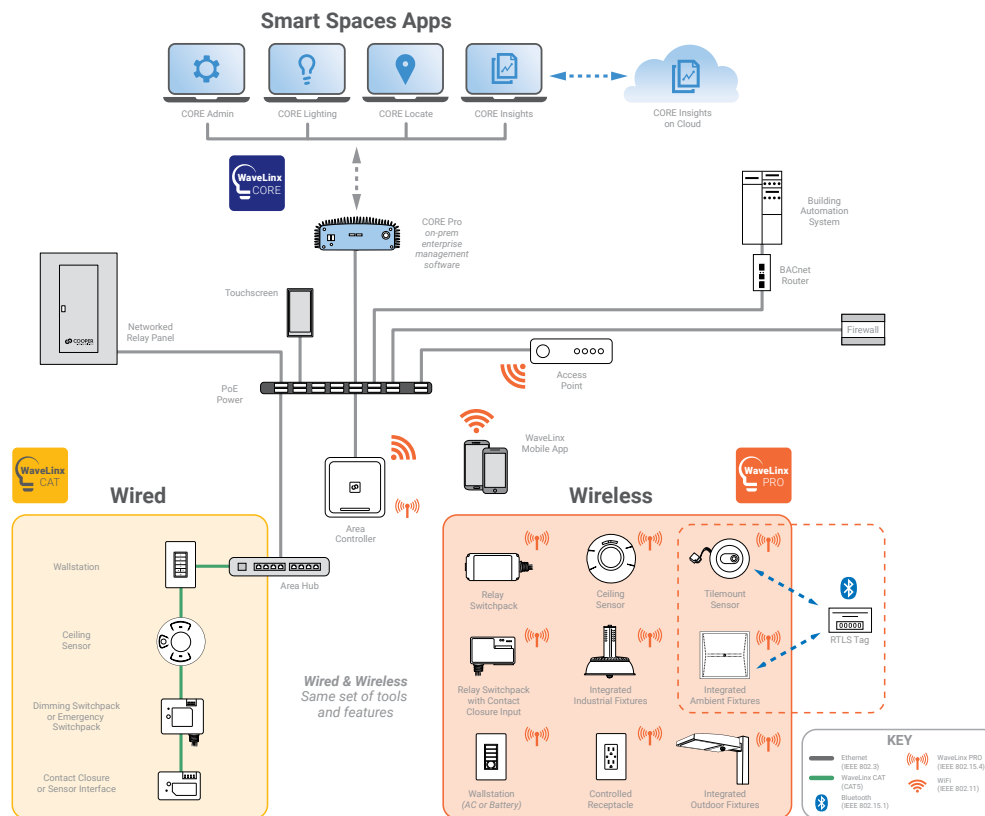 Smart Spaces Apps
CORE Admin
CORE Lighting
CORE Locate
CORE Insights
CORE Insights
on Cloud
WaveLinx
CORE
CORE Pro
on-prem
enterprise
management
software
Building
Automation
System
BACnet
Router
Touchscreen
Networked
Relay Panel
COOPER
Firewall
Access
Point
PoE
Power
WaveLinx
Mobile App
WaveLinx
CAT
Wired
Area
Controller
Wireless
WaveLinx
PRO
Wallstation
Area Hub
Relay
Switchpack
Ceiling
Sensor
Tilemount
Sensor
Ceiling
Sensor
RTLS Tag
Wired & Wireless
Same set of tools
and features
Relay Switchpack
with Contact
Closure Input
Integrated
Industrial Fixtures
Integrated
Ambient Fixtures
Dimming Switchpack
or Emergency
Switchpack
Contact Closure
or Sensor Interface
Wallstation
(AC or Battery)
Controlled
Receptacle
Integrated
Outdoor Fixtures
KEY
Ethernet
(IEEE 802.3)
WaveLinx CAT
(CAT5)
Bluetooth
(IEEE 802.15.1)
WaveLinx PRO
(IEEE 802.15.4)
WiFi
(IEEE 802.11)